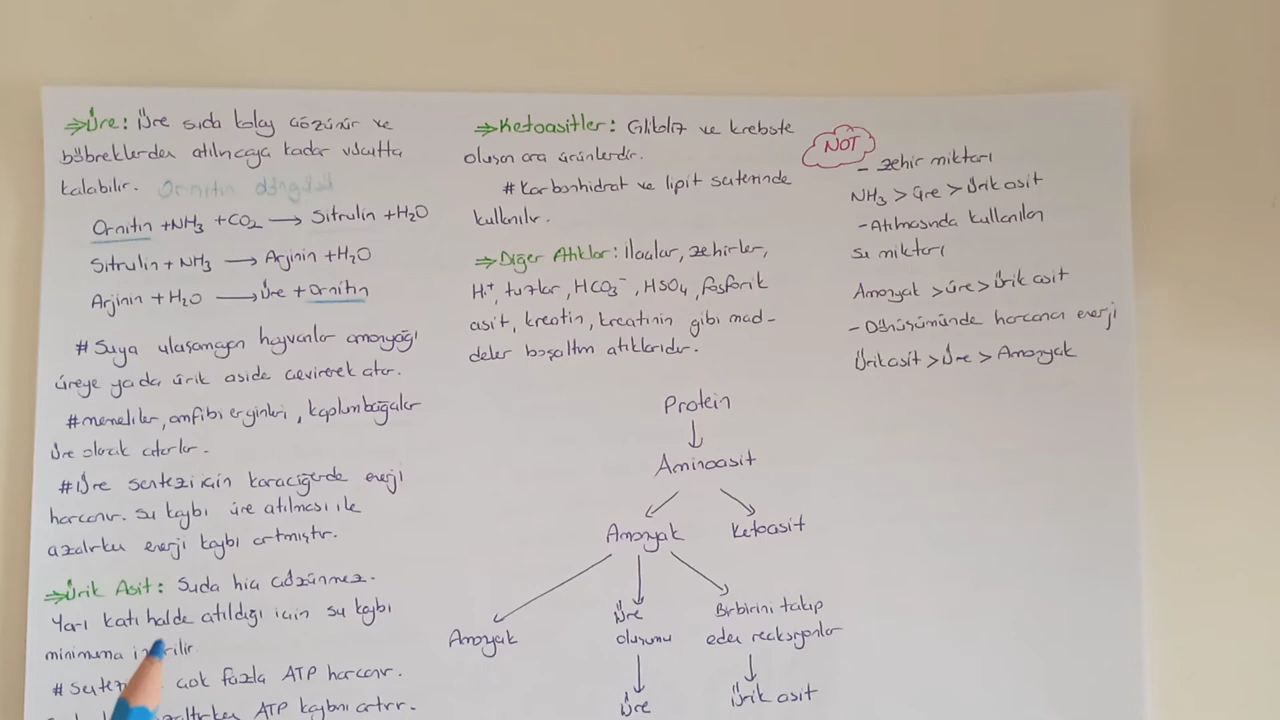 ⇒Üre: Üre suda kolay çözünür ve
böbreklerden atılıncaya kadar vücutta
kalabilir. Ornitin döngüsü
Ornitin + NH₃ + CO₂ → Sitrulin + H₂O
Sitrulin + NH₃ → Arjinin + H₂O
Arjinin + H₂O → Üre + Ornitin
# Suya ulaşamayan hayvanlar amonyağı
üreye ya da ürik aside çevirerek atar.
# memeliler, amfibi erginleri, kaplumbağalar
üre olarak atarlar.
# Üre sentezi için karaciğerde enerji
harcanır. Su kaybı üre atılması ile
azalırken enerji kaybı artmıştır.
⇒Ürik Asit: Suda hiç çözünmez.
Yarı katı halde atıldığı için su kaybı
minimuma
# çok fazla ATP harcanır.
ATP kaybını artırır.
⇒Ketoasitler: Glikoliz ve krebste
oluşan ara ürünlerdir.
# Karbonhidrat ve lipit sentezinde
kullanılır.
⇒Diğer Atıklar: İlaçlar, zehirler,
H⁺, tuzlar, HCO₃⁻, HSO₄, fosforik
asit, kreatin, kreatinin gibi mad-
deler boşaltım atıklarıdır.
Protein
↓
Aminoasit
Amonyak Ketoasit
Amonyak
Üre
oluşumu
↓
Üre
Birbirini takip
eden reaksiyonlar
↓
Ürik asit
NOT
- zehir miktarı
NH₃ > üre > Ürik asit
- Atılmasında kullanılan
su miktarı
Amonyak > üre > Ürik asit
- Dönüşümünde harcanan enerji
Ürik asit > Üre > Amonyak